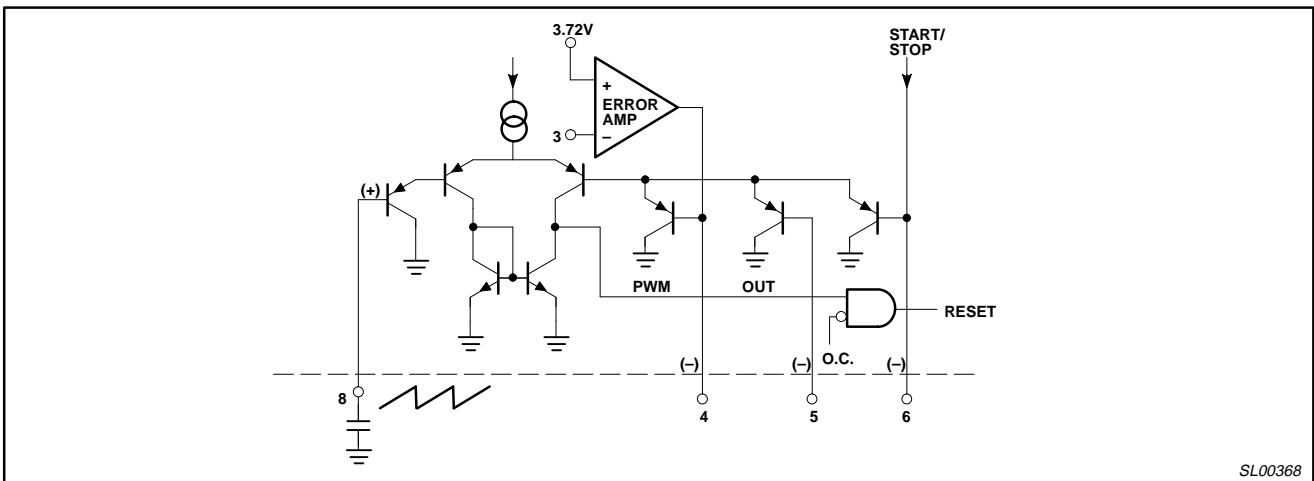 3.72V
START/
STOP
+
ERROR
AMP
3
–
(+)
PWM
OUT
RESET
O.C.
(–)
(–)
(–)
8
4
5
6
SL00368